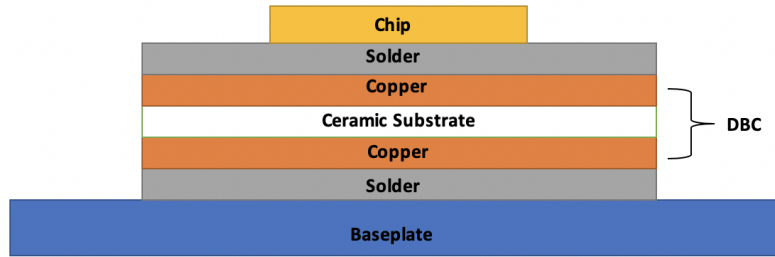 Chip
Solder
Copper
Ceramic Substrate
DBC
Copper
Solder
Baseplate